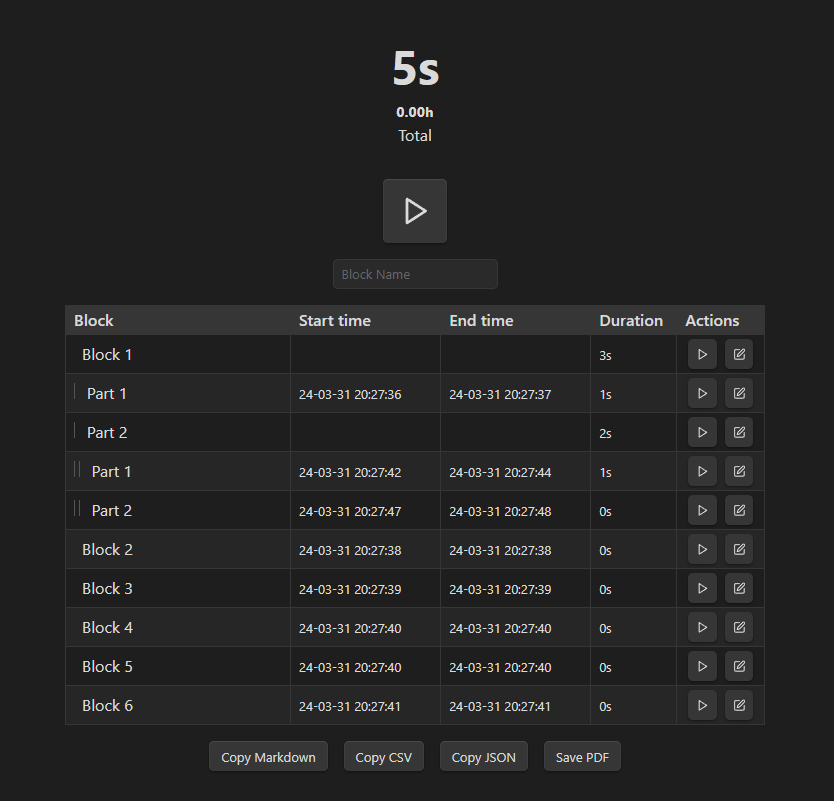 5s
0.00h
Total
Block Name
Block Start time End time Duration Actions
Block 1 3s
Part 1 24-03-31 20:27:36 24-03-31 20:27:37 1s
Part 2 2s
Part 1 24-03-31 20:27:42 24-03-31 20:27:44 1s
Part 2 24-03-31 20:27:47 24-03-31 20:27:48 0s
Block 2 24-03-31 20:27:38 24-03-31 20:27:38 0s
Block 3 24-03-31 20:27:39 24-03-31 20:27:39 0s
Block 4 24-03-31 20:27:40 24-03-31 20:27:40 0s
Block 5 24-03-31 20:27:40 24-03-31 20:27:40 0s
Block 6 24-03-31 20:27:41 24-03-31 20:27:41 0s
Copy Markdown Copy CSV Copy JSON Save PDF